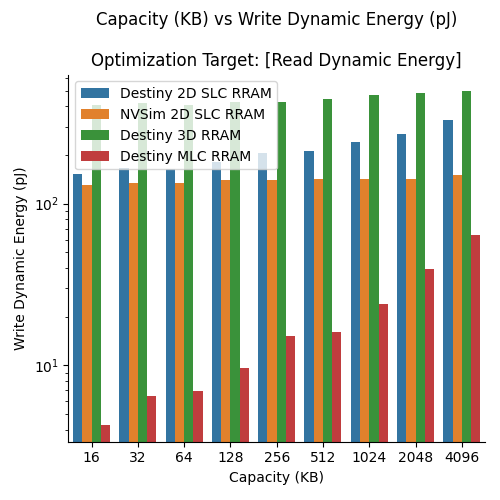 Capacity (KB) vs Write Dynamic Energy (pJ)
Optimization Target: [Read Dynamic Energy]
Destiny 2D SLC RRAM
NVSim 2D SLC RRAM
Destiny 3D RRAM
Destiny MLC RRAM
Write Dynamic Energy (pJ)
10²
10¹
16 32 64 128 256 512 1024 2048 4096
Capacity (KB)